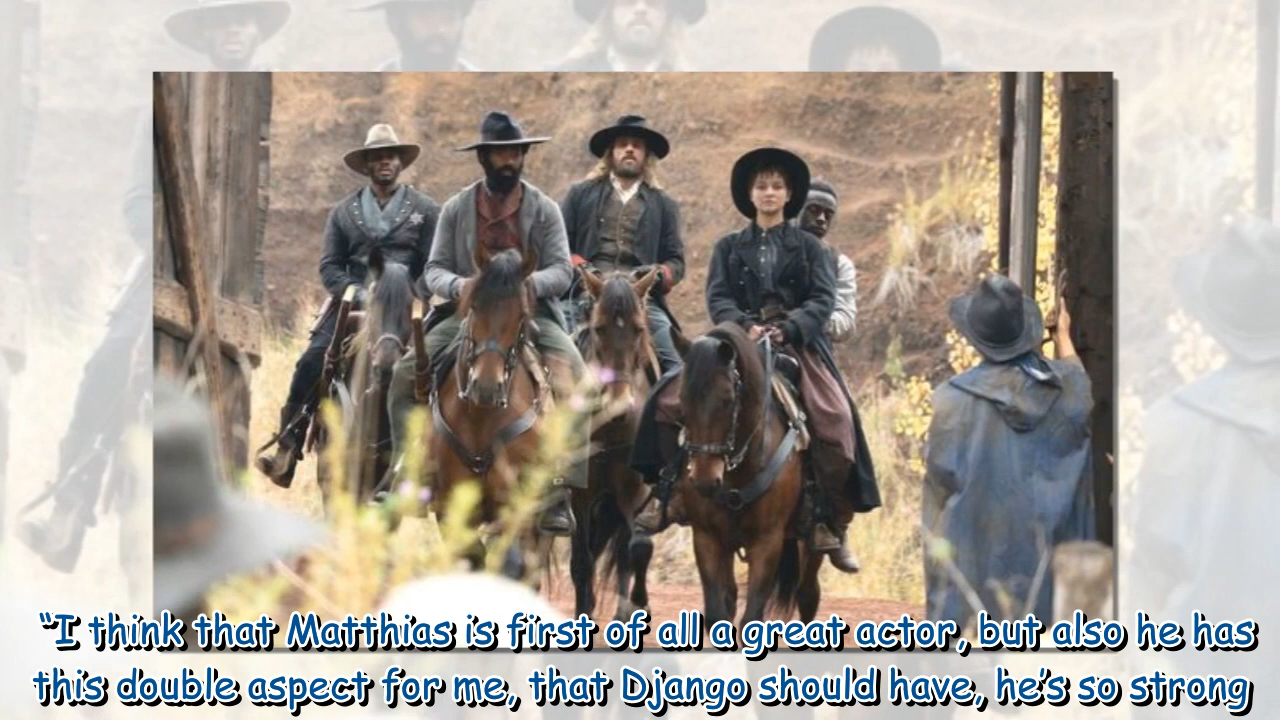 “I think that Matthias is first of all a great actor, but also he has
this double aspect for me, that Django should have, he’s so strong